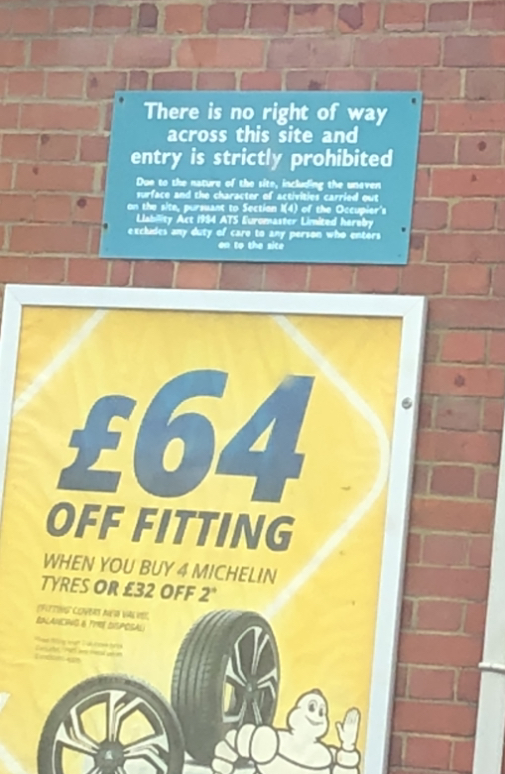 There is no right of way
across this site and
entry is strictly prohibited
Due to the nature of the site, including the uneven
surface and the character of activities carried out
on the site, pursuant to Section 1(4) of the Occupier's
Liability Act 1984 ATS Euromaster Limited hereby
excludes any duty of care to any person who enters
on to the site
£64
OFF FITTING
WHEN YOU BUY 4 MICHELIN
TYRES OR £32 OFF 2*
(FITTING COVERS NEW VALVE,
BALANCING & TYRE DISPOSAL)